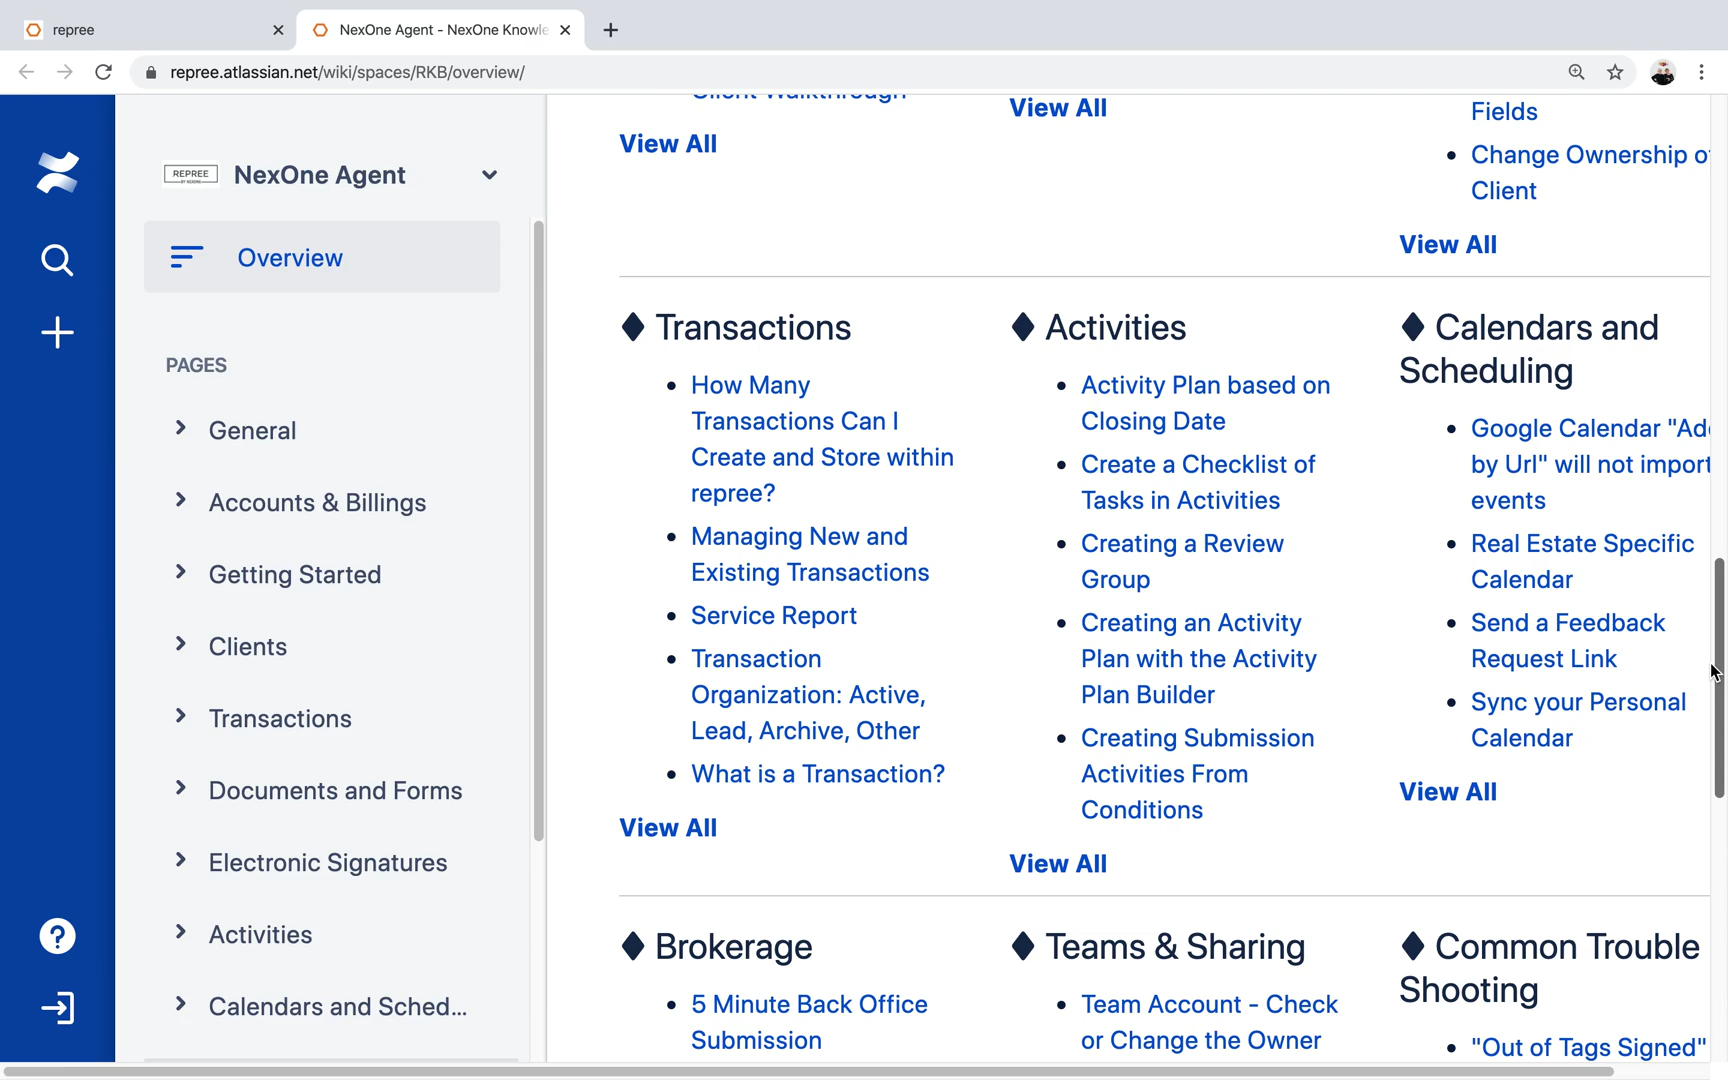 repree
NexOne Agent - NexOne Knowle
repree.atlassian.net/wiki/spaces/RKB/overview/
REPREE
NexOne Agent
Overview
PAGES
General
Accounts & Billings
Getting Started
Clients
Transactions
Documents and Forms
Electronic Signatures
Activities
Calendars and Sched...
Client Walkthrough
View All
View All
Fields
Change Ownership of
Client
View All
Transactions
How Many
Transactions Can I
Create and Store within
repree?
Managing New and
Existing Transactions
Service Report
Transaction
Organization: Active,
Lead, Archive, Other
What is a Transaction?
View All
Activities
Activity Plan based on
Closing Date
Create a Checklist of
Tasks in Activities
Creating a Review
Group
Creating an Activity
Plan with the Activity
Plan Builder
Creating Submission
Activities From
Conditions
View All
Calendars and
Scheduling
Google Calendar "Add
by Url" will not import
events
Real Estate Specific
Calendar
Send a Feedback
Request Link
Sync your Personal
Calendar
View All
Brokerage
5 Minute Back Office
Submission
Teams & Sharing
Team Account - Check
or Change the Owner
Common Trouble
Shooting
"Out of Tags Signed"